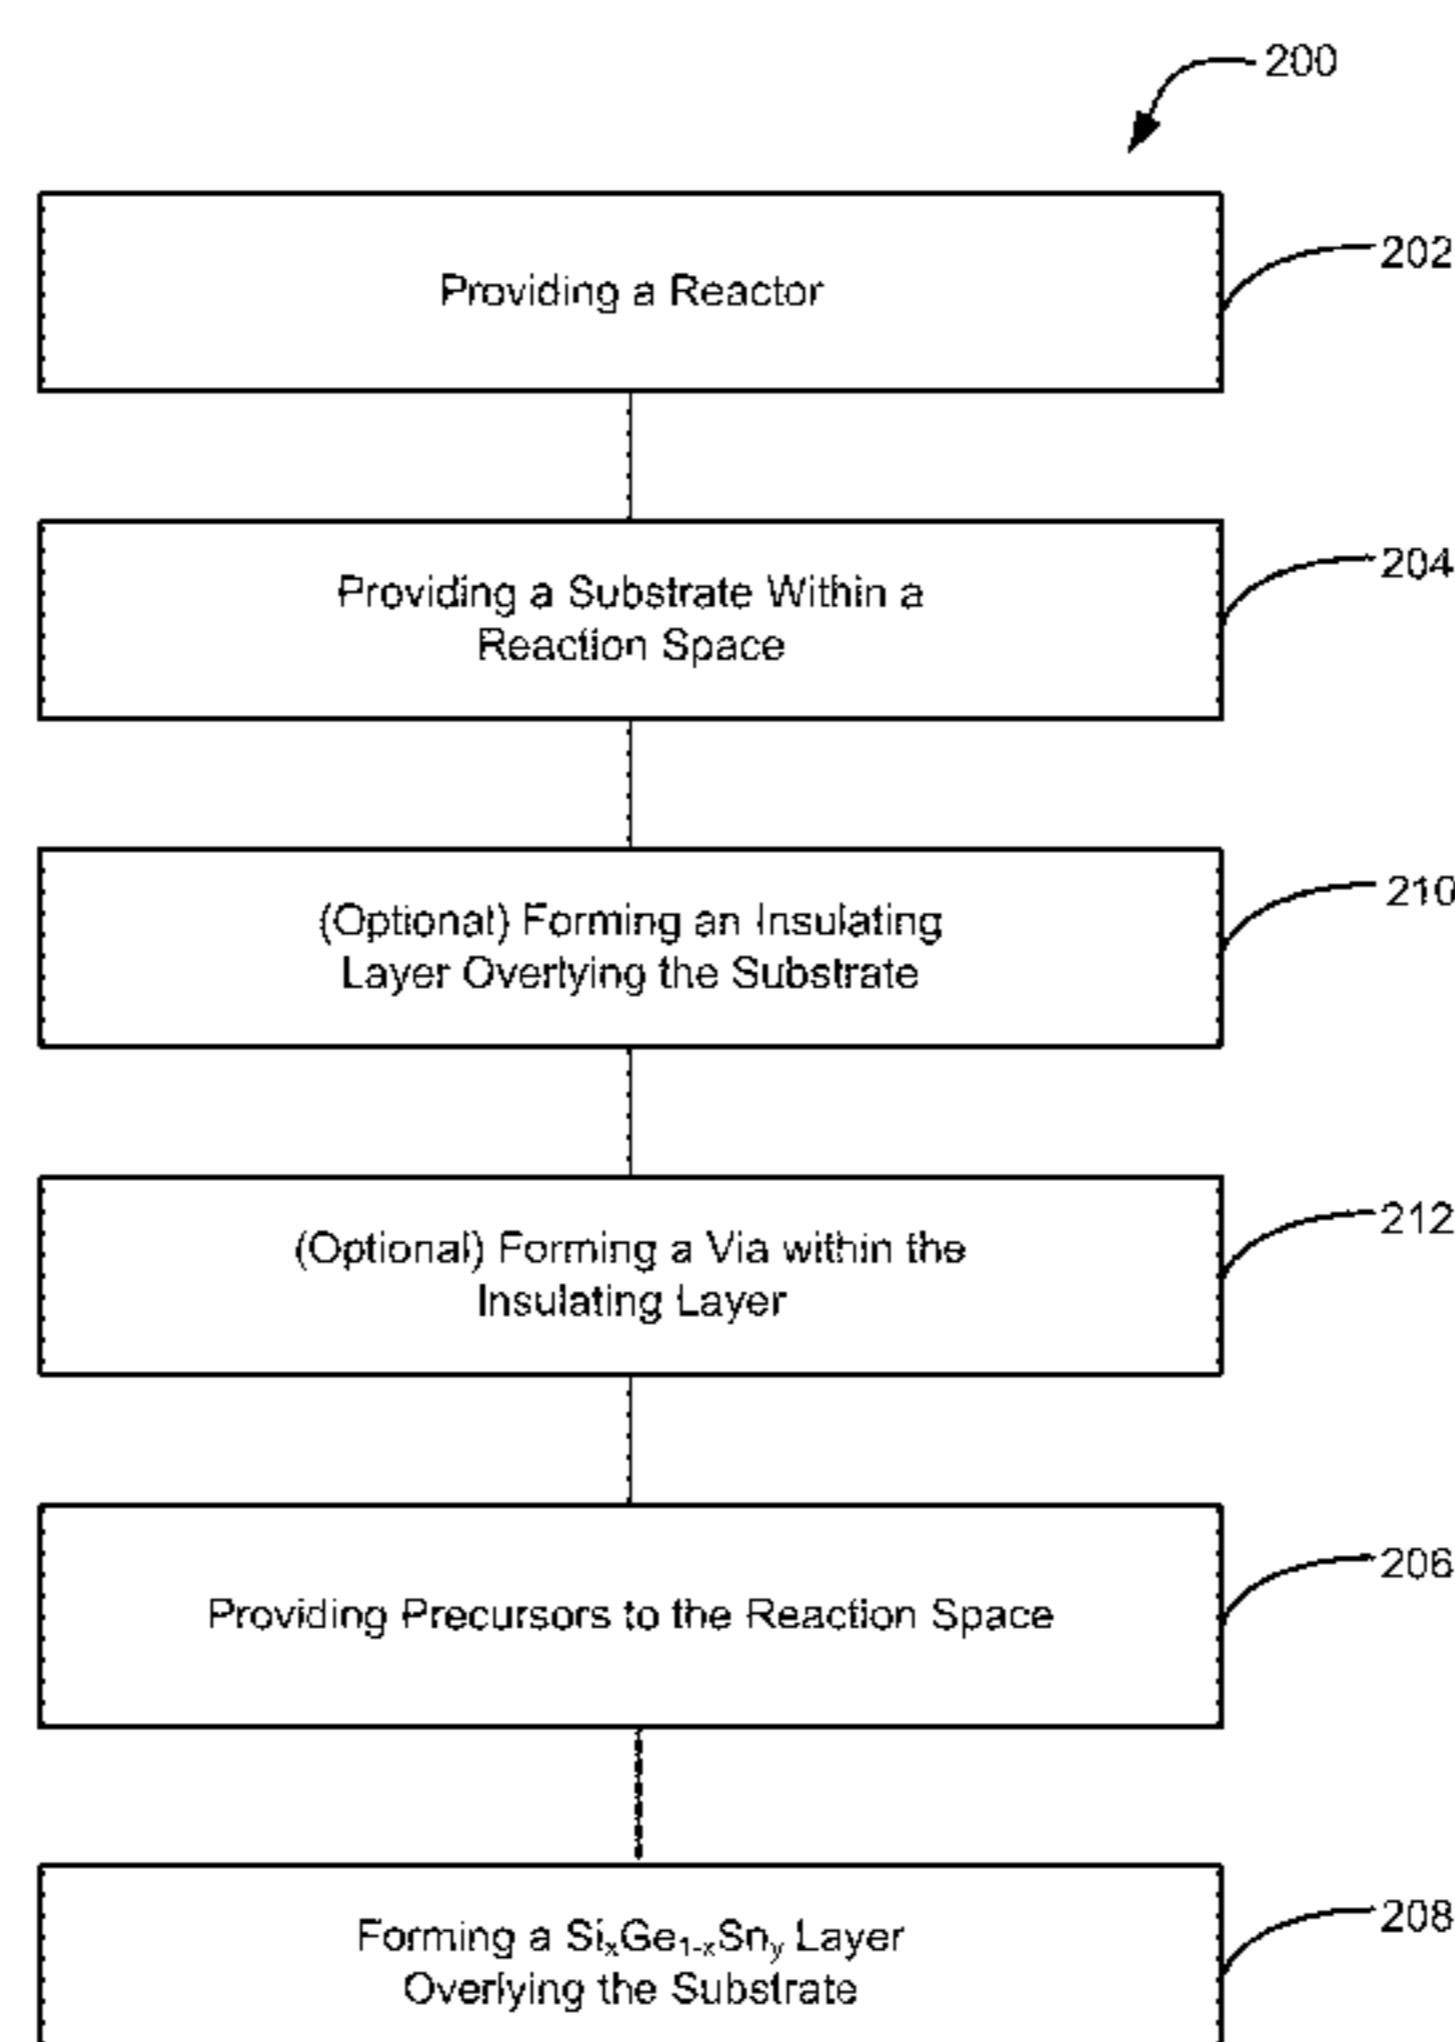 200
Providing a Reactor
202
Providing a Substrate Within a
Reaction Space
204
(Optional) Forming an Insulating
Layer Overlying the Substrate
210
(Optional) Forming a Via within the
Insulating Layer
212
Providing Precursors to the Reaction Space
206
Forming a SiₓGe₁₋ₓSnᵧ Layer
Overlying the Substrate
208